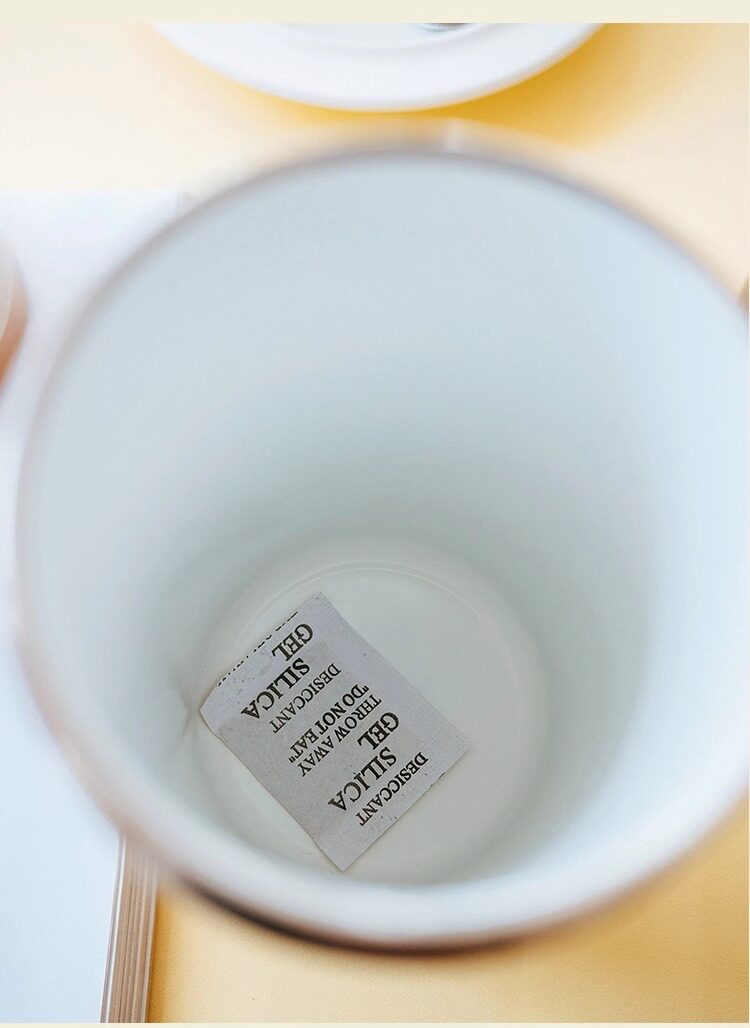 DESICCANT
GEL SILICA
THROW AWAY
"DO NOT EAT"
DESICCANT
GEL SILICA